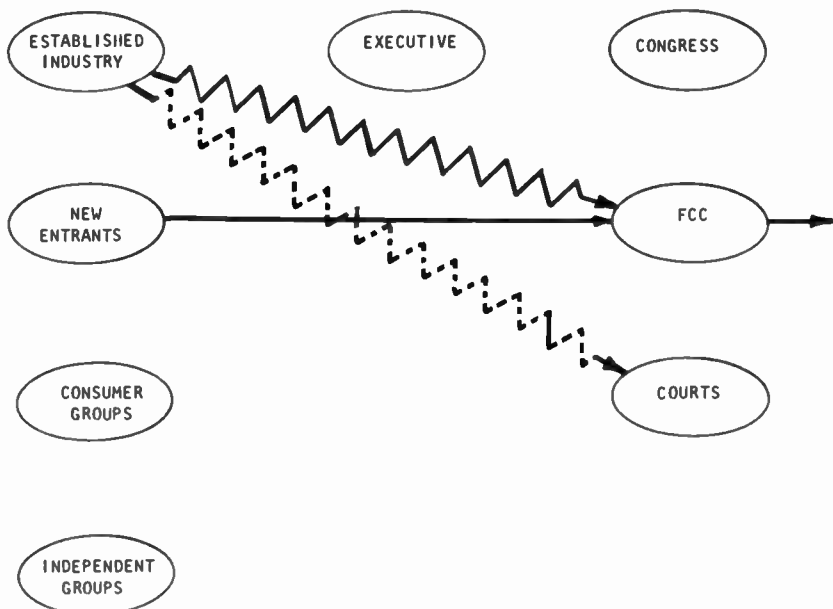 ESTABLISHED
INDUSTRY
EXECUTIVE
CONGRESS
NEW
ENTRANTS
FCC
CONSUMER
GROUPS
COURTS
INDEPENDENT
GROUPS